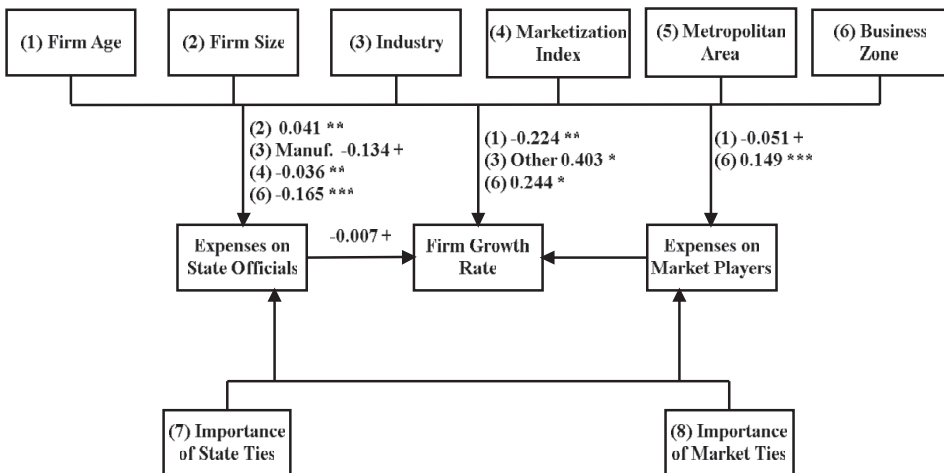 (1) Firm Age
(2) Firm Size
(3) Industry
(4) Marketization
Index
(5) Metropolitan
Area
(6) Business
Zone
(2) 0.041 **
(3) Manuf. -0.134 +
(4) -0.036 **
(6) -0.165 ***
(1) -0.224 **
(3) Other 0.403 *
(6) 0.244 *
(1) -0.051 +
(6) 0.149 ***
Expenses on
State Officials
-0.007 +
Firm Growth
Rate
Expenses on
Market Players
(7) Importance
of State Ties
(8) Importance
of Market Ties